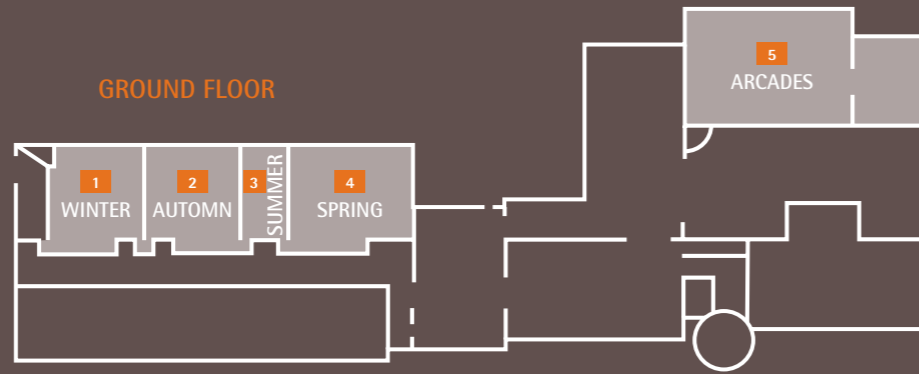 5
ARCADES
GROUND FLOOR
1
WINTER
2
AUTOMN
3
SUMMER
4
SPRING